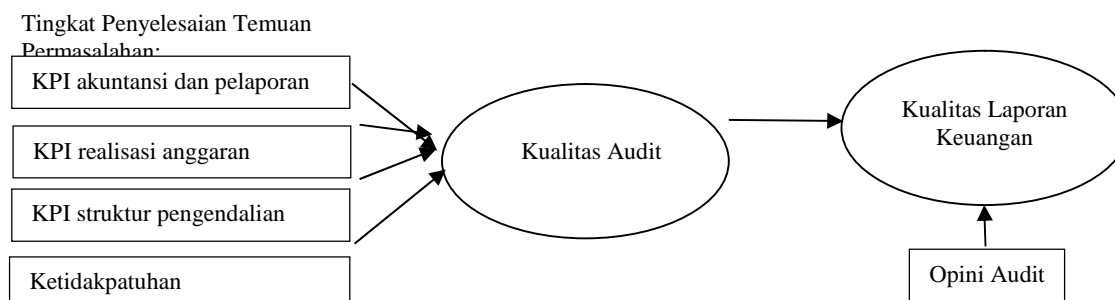 Tingkat Penyelesaian Temuan
Permasalahan:
KPI akuntansi dan pelaporan
KPI realisasi anggaran
KPI struktur pengendalian
Ketidakpatuhan
Kualitas Audit
Kualitas Laporan
Keuangan
Opini Audit